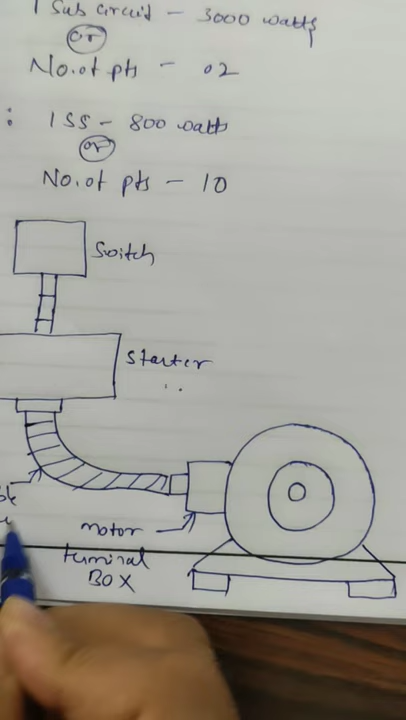 1 Sub circuit - 3000 watts
or
No.of pts - 02
: 1 SS - 800 watts
or
No.of pts - 10
Switch
Starter
motor
terminal
BOX